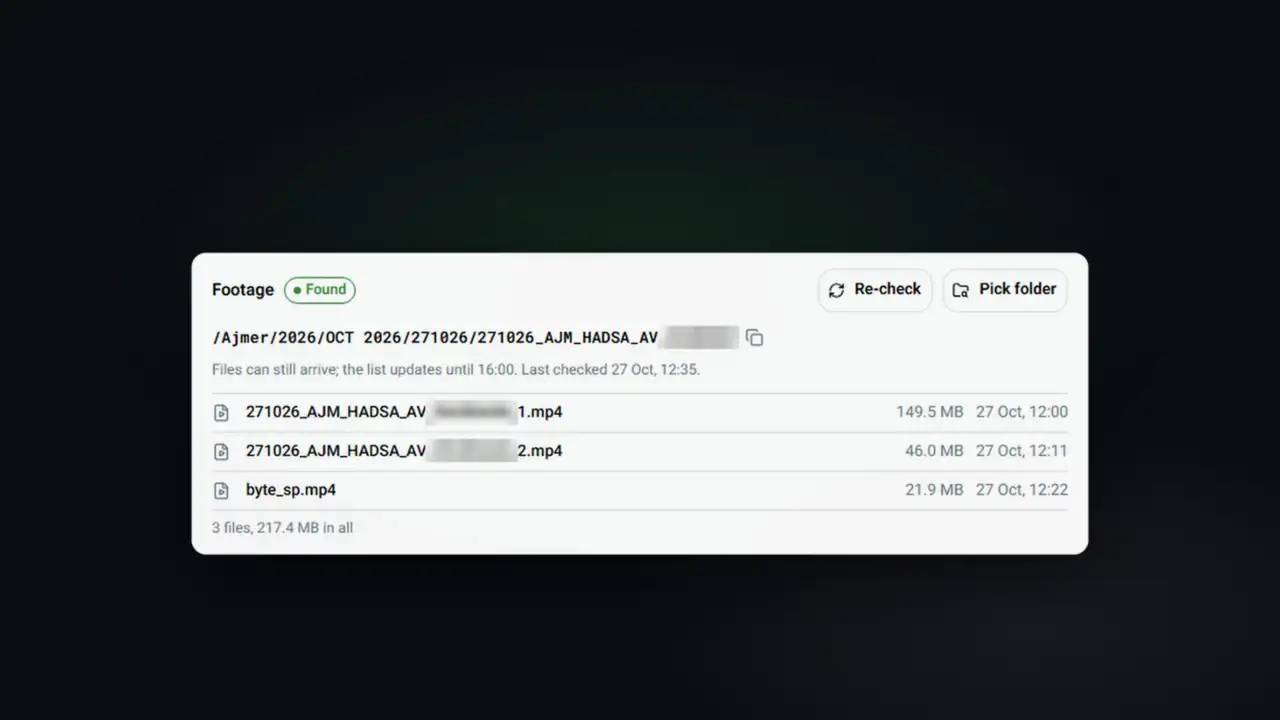 Footage Found Re-check Pick folder
/Ajmer/2026/OCT 2026/271026/271026_AJM_HADSA_AV
Files can still arrive; the list updates until 16:00. Last checked 27 Oct, 12:35.
271026_AJM_HADSA_AV 1.mp4 149.5 MB 27 Oct, 12:00
271026_AJM_HADSA_AV 2.mp4 46.0 MB 27 Oct, 12:11
byte_sp.mp4 21.9 MB 27 Oct, 12:22
3 files, 217.4 MB in all